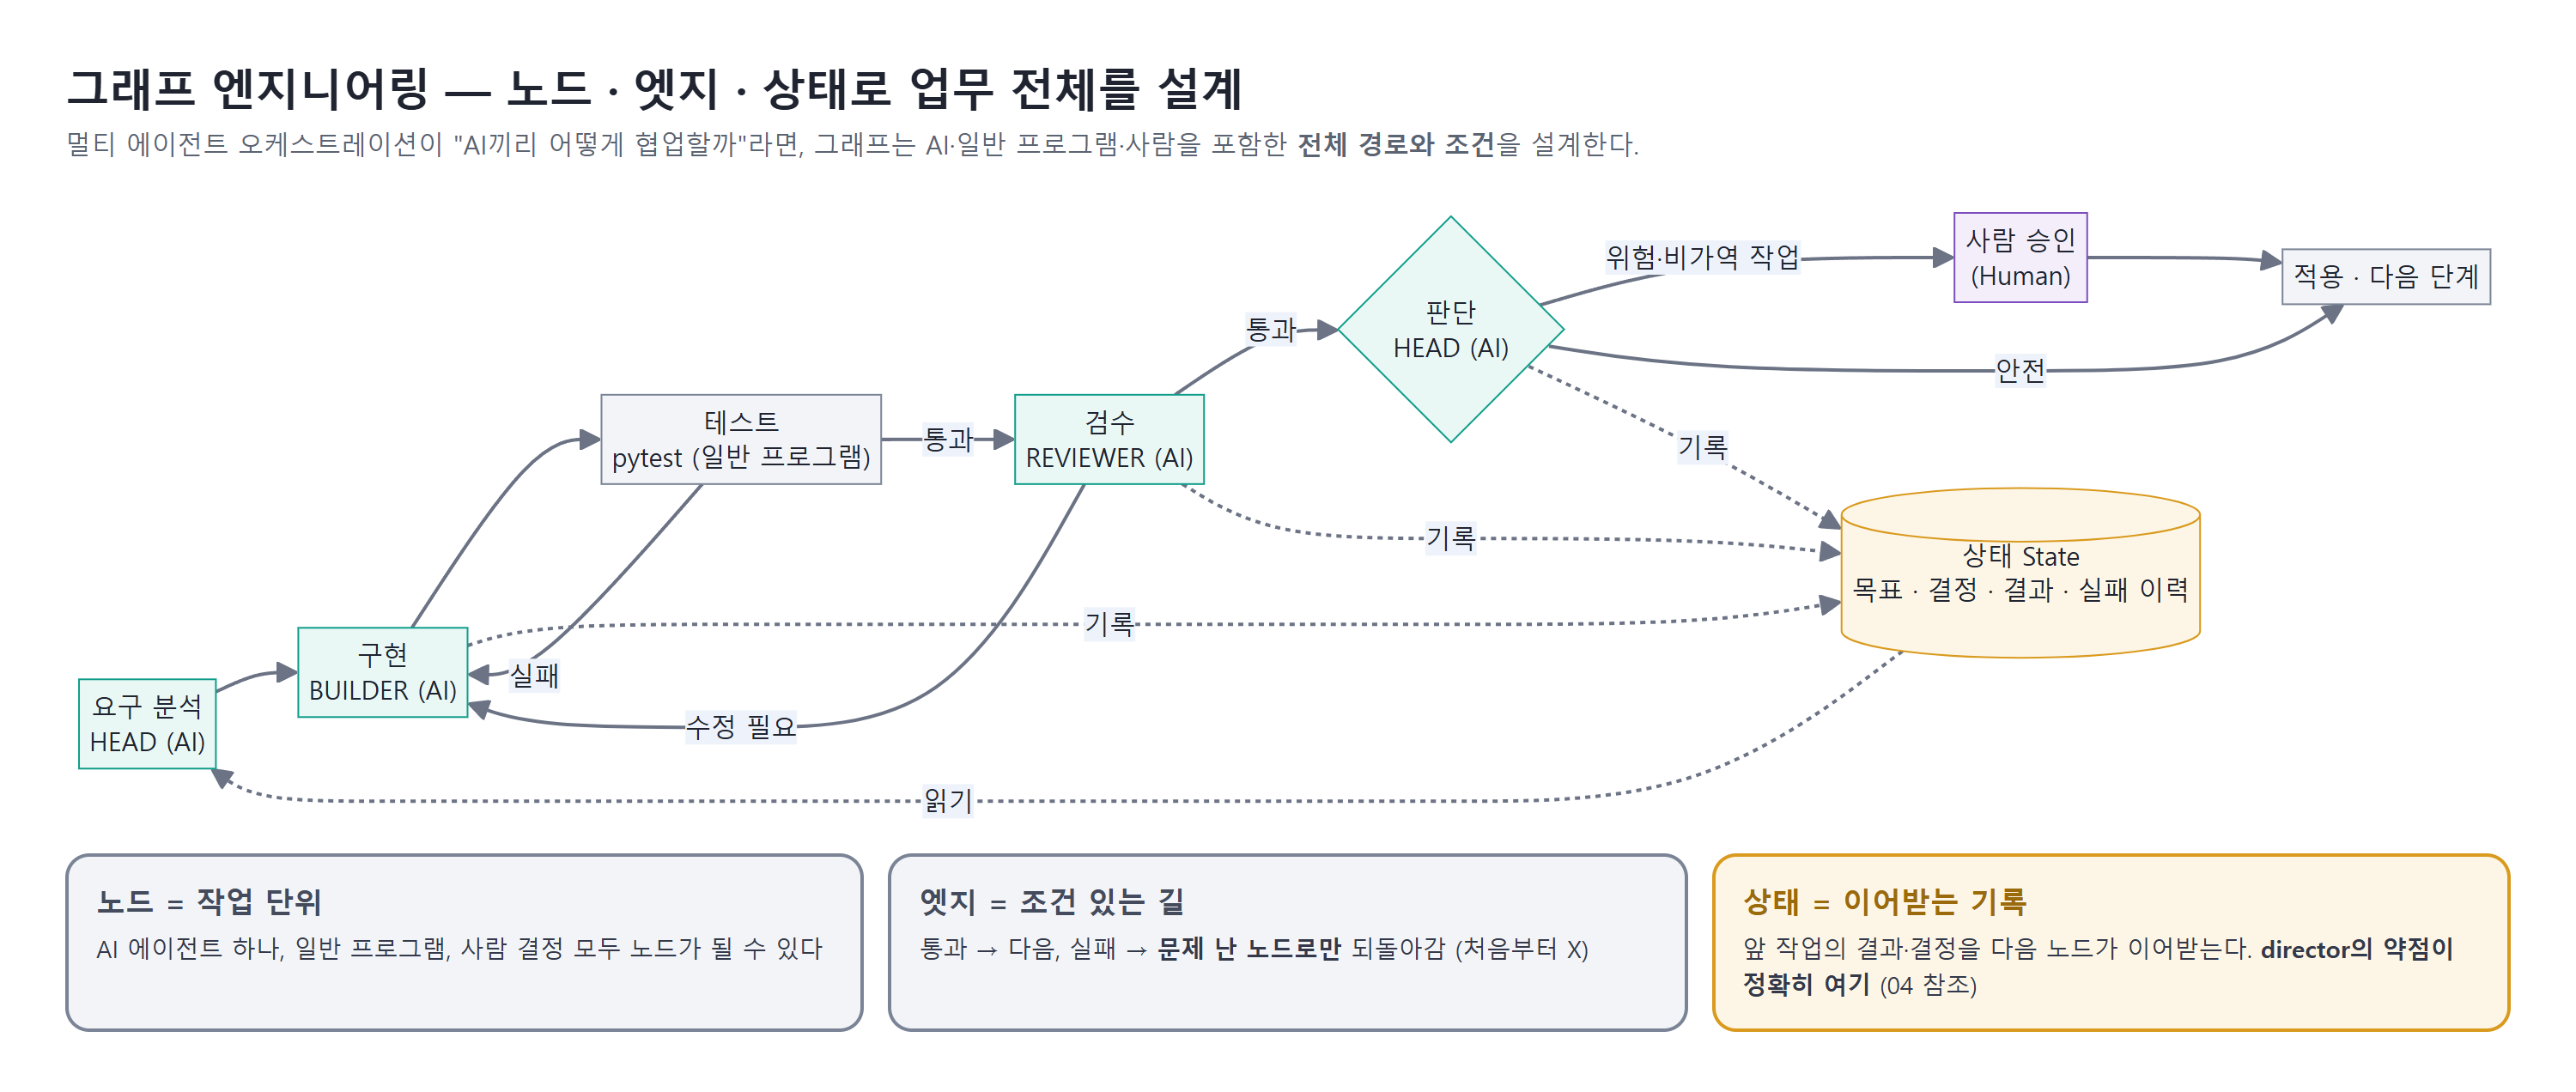 그래프 엔지니어링 — 노드 · 엣지 · 상태로 업무 전체를 설계
멀티 에이전트 오케스트레이션이 "AI끼리 어떻게 협업할까"라면, 그래프는 AI·일반 프로그램·사람을 포함한 전체 경로와 조건을 설계한다.
위험·비가역 작업
사람 승인
(Human)
적용 · 다음 단계
판단
HEAD (AI)
통과
안전
테스트
pytest (일반 프로그램)
통과
검수
REVIEWER (AI)
기록
기록
상태 State
목표 · 결정 · 결과 · 실패 이력
기록
구현
BUILDER (AI)
실패
요구 분석
HEAD (AI)
수정 필요
읽기
노드 = 작업 단위
AI 에이전트 하나, 일반 프로그램, 사람 결정 모두 노드가 될 수 있다
엣지 = 조건 있는 길
통과 → 다음, 실패 → 문제 난 노드로만 되돌아감 (처음부터 X)
상태 = 이어받는 기록
앞 작업의 결과·결정을 다음 노드가 이어받는다. director의 약점이
정확히 여기 (04 참조)